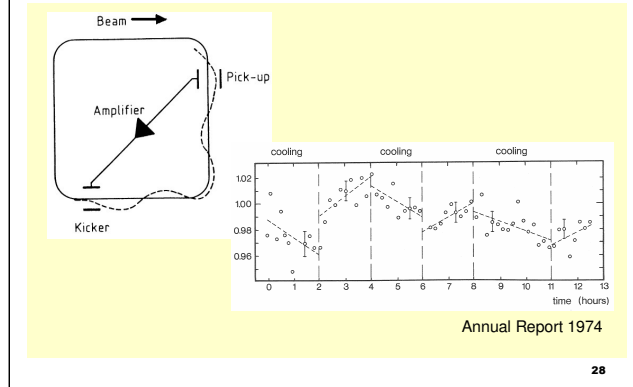 Beam
Pick-up
Amplifier
Kicker
cooling cooling cooling
1.02
1.00
0.98
0.96
0 1 2 3 4 5 6 7 8 9 10 11 12 13
time (hours)
Annual Report 1974
28